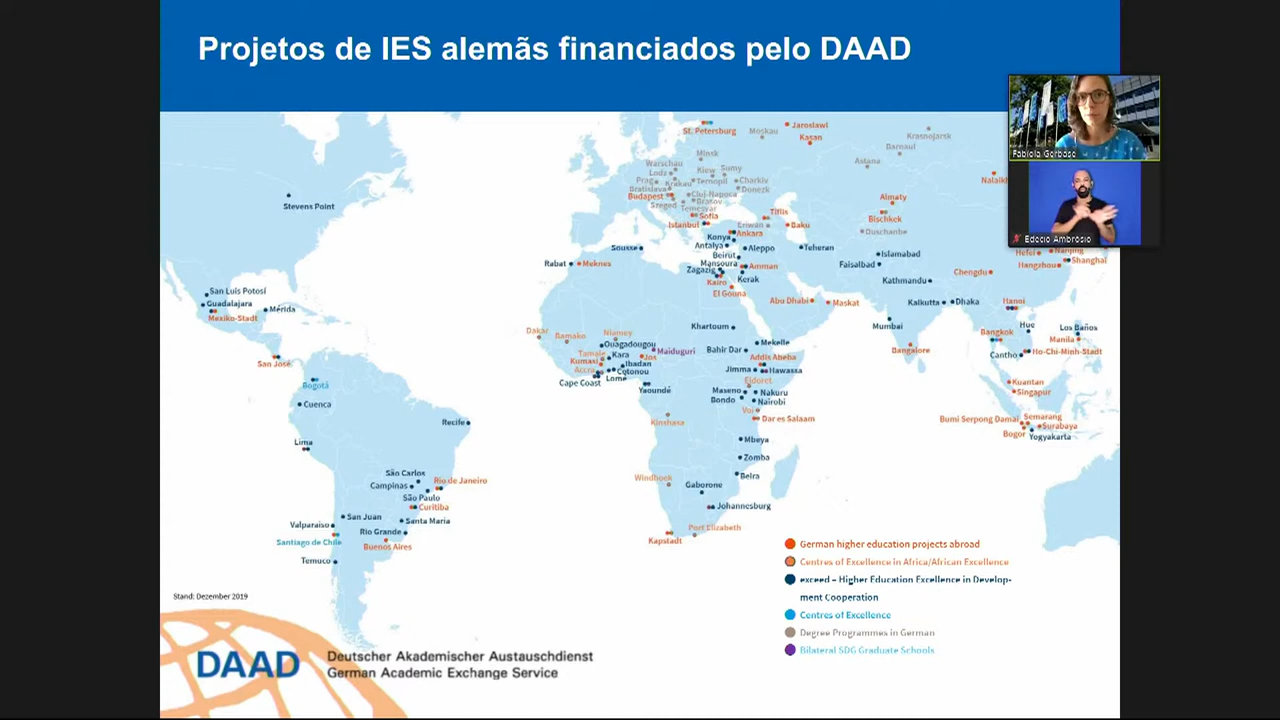 Projetos de IES alemãs financiados pelo DAAD
Fabiola Gerbase
Edecio Ambrósio
St. Petersburg
Moskau
Jaroslawl
Kasan
Krasnojarsk
Barnaul
Astana
Minsk
Warschau
Lodz
Kiew
Sumy
Prag
Krakau
Ternopil
Charkiv
Donezk
Bratislava
Budapest
Cluj-Napoca
Brasov
Szeged
Temesvar
Sofia
Istanbul
Tiflis
Eriwan
Baku
Almaty
Bischkek
Duschanbe
Nalaikh
Stevens Point
Konya
Ankara
Antalya
Aleppo
Teheran
Sousse
Beirut
Rabat
Meknes
Mansoura
Zagazig
Amman
Kairo
Kerak
El Gouna
Islamabad
Faisalbad
Kathmandu
Chengdu
Hefei
Nanjing
Shanghai
Hangzhou
Abu Dhabi
Maskat
Kalkutta
Dhaka
Hanoi
San Luis Potosí
Guadalajara
Mérida
Mexiko-Stadt
Mumbai
Bangalore
Hue
Bangkok
Los Baños
Manila
Cantho
Ho-Chi-Minh-Stadt
Dakar
Bamako
Niamey
Ouagadougou
Khartoum
Mekelle
Bahir Dar
Addis Abeba
Tamale
Kara
Jos
Maiduguri
Kumasi
Ibadan
Accra
Cotonou
Lome
Cape Coast
Yaoundé
Jimma
Hawassa
Eldoret
Maseno
Nakuru
Bondo
Nairobi
Voi
Dar es Salaam
Kinshasa
San José
Bogotá
Cuenca
Recife
Lima
Kuantan
Singapur
Bumi Serpong Damai
Semarang
Surabaya
Bogor
Yogyakarta
Mbeya
Zomba
Beira
São Carlos
Rio de Janeiro
Campinas
São Paulo
Curitiba
Windhoek
Gaborone
Johannesburg
San Juan
Santa Maria
Valparaiso
Rio Grande
Santiago de Chile
Buenos Aires
Temuco
Port Elizabeth
Kapstadt
German higher education projects abroad
Centres of Excellence in Africa/African Excellence
exceed – Higher Education Excellence in Develop-
ment Cooperation
Centres of Excellence
Degree Programmes in German
Bilateral SDG Graduate Schools
Stand: Dezember 2019
DAAD
Deutscher Akademischer Austauschdienst
German Academic Exchange Service